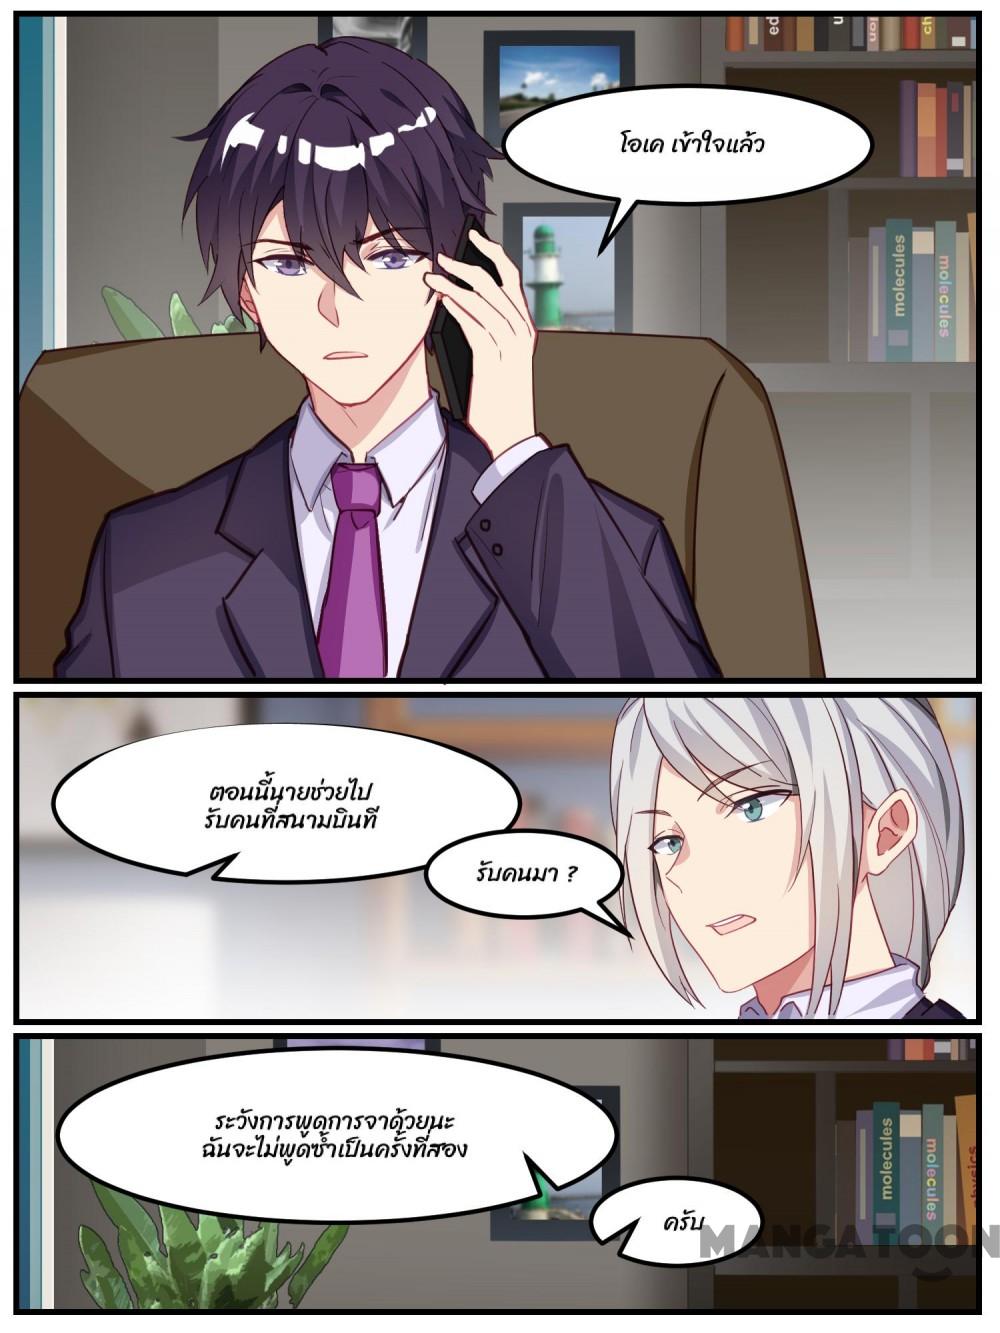 ed
un
ch
โอเค เข้าใจแล้ว
molecules
molecules
ตอนนี้นายช่วยไป
รับคนที่สนามบินที
รับคนมา ?
ระวังการพูดการจาด้วยนะ
ฉันจะไม่พูดซ้ำเป็นครั้งที่สอง
molecules
molecules
physics
ครับ
MANGATOON